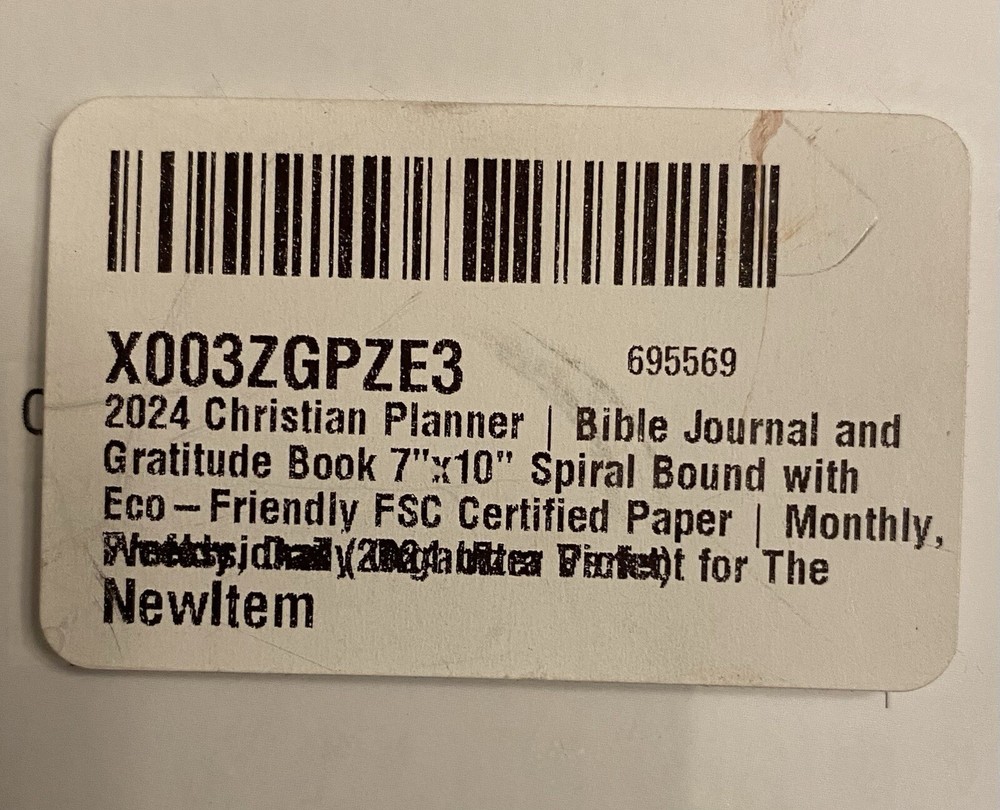 X003ZGPZE3
695569
2024 Christian Planner | Bible Journal and
Gratitude Book 7"x10" Spiral Bound with
Eco-Friendly FSC Certified Paper | Monthly,
for The
NewItem